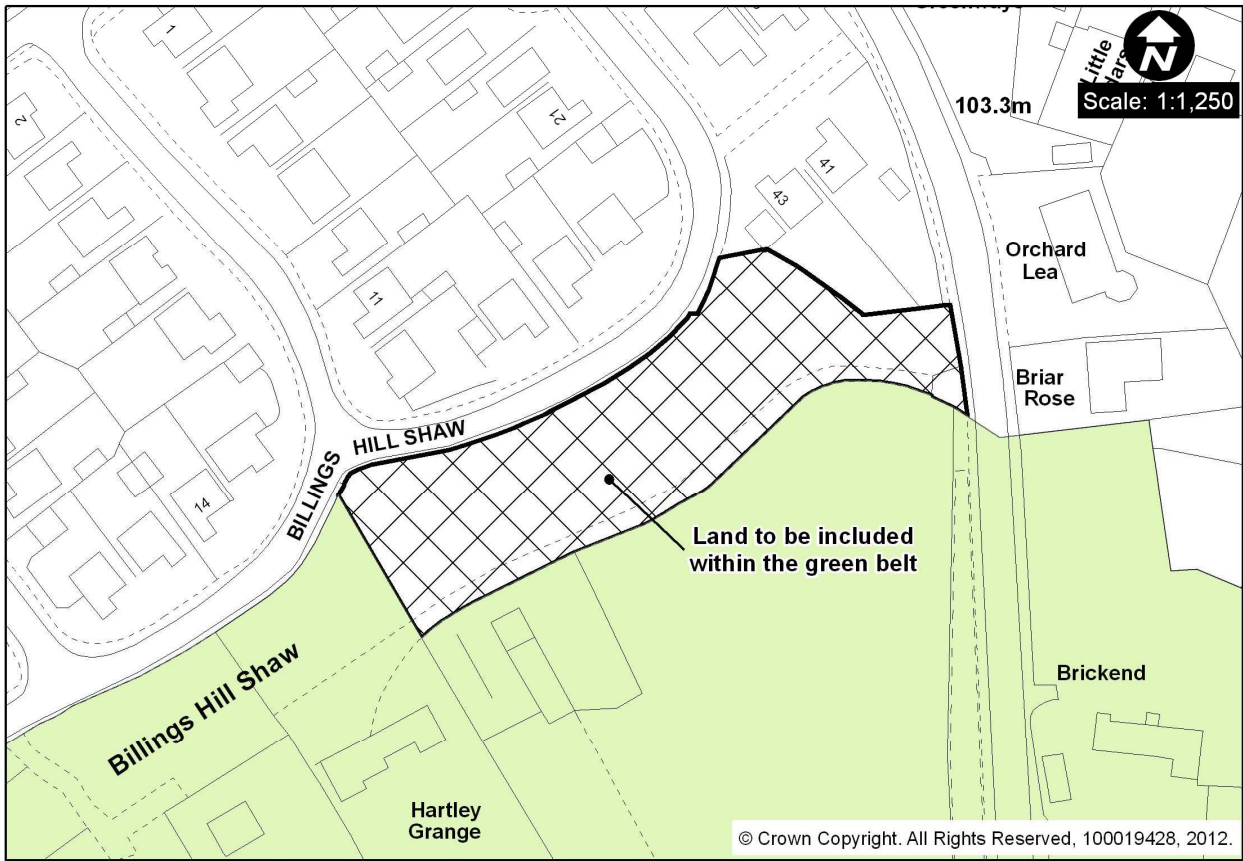 1
2
21
11
14
43
41
103.3m
Little
N
Scale: 1:1,250
Orchard
Lea
Briar
Rose
BILLINGS HILL SHAW
Land to be included
within the green belt
Billings Hill Shaw
Brickend
Hartley
Grange
© Crown Copyright. All Rights Reserved, 100019428, 2012.